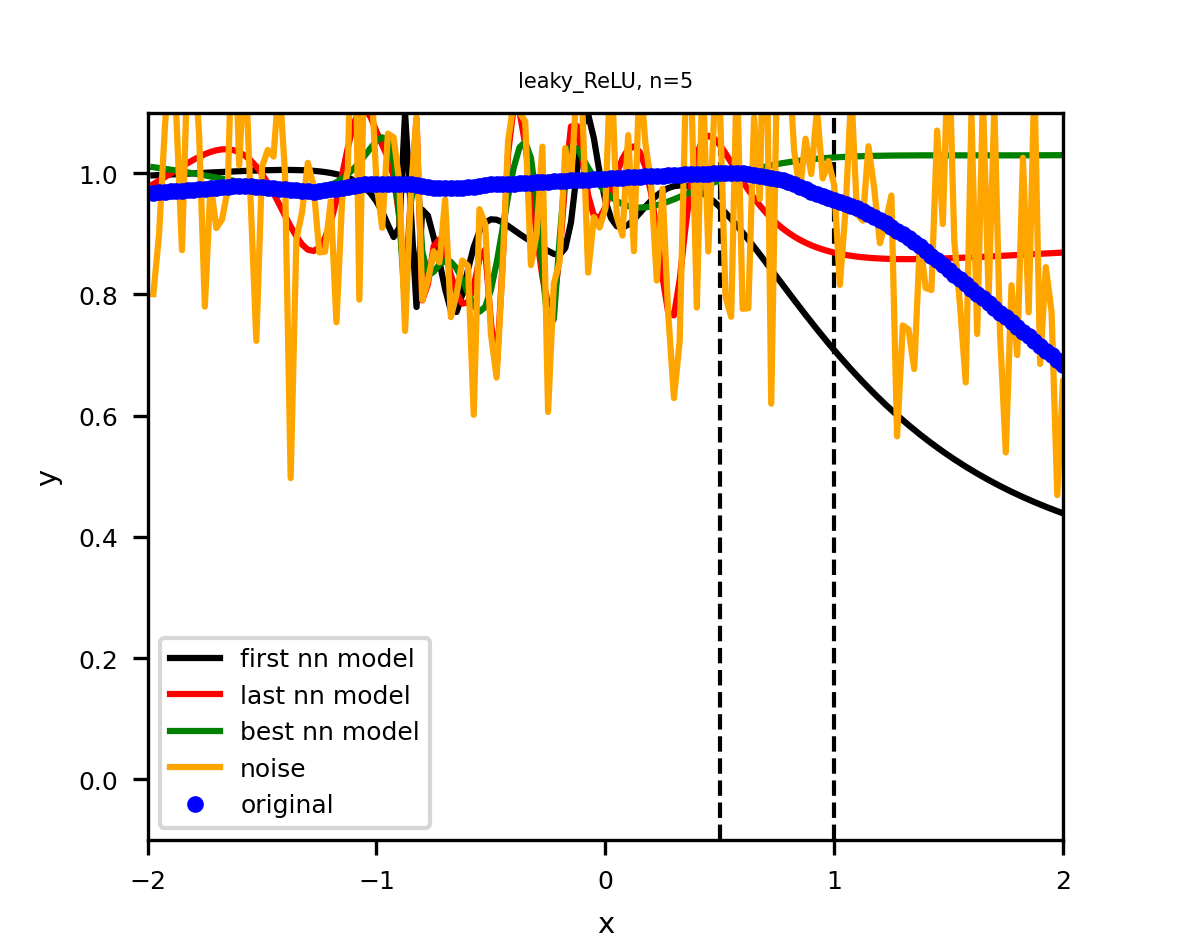 leaky_ReLU, n=5
1.0
0.8
0.6
0.4
0.2
0.0
y
first nn model
last nn model
best nn model
noise
original
−2
−1
0
1
2
x